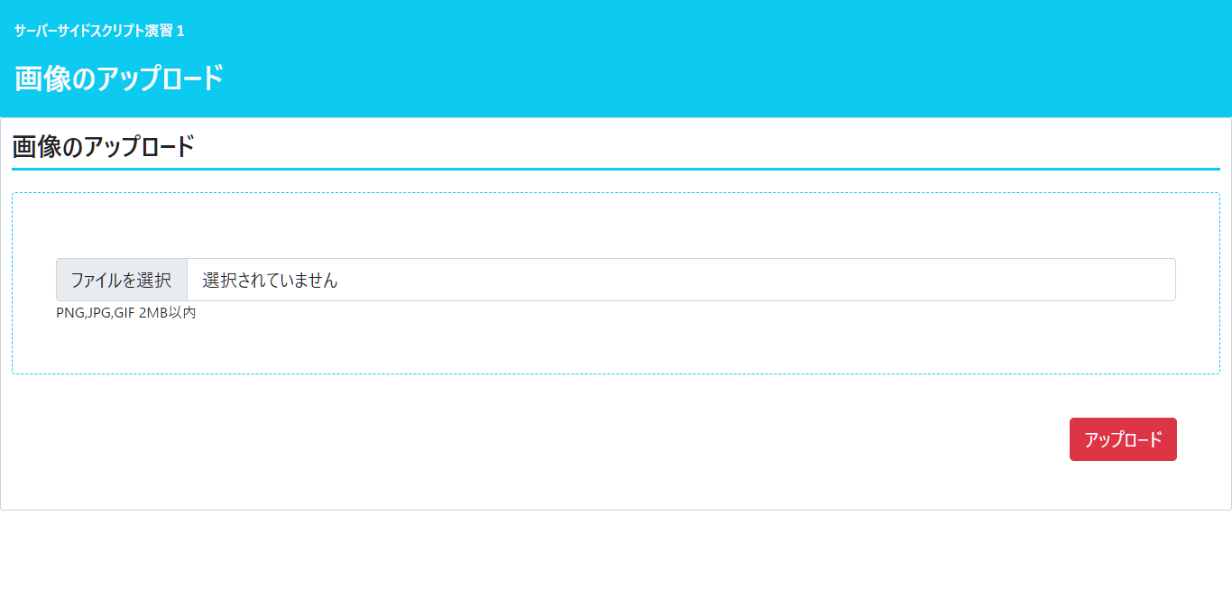 サーバーサイドスクリプト演習 1
画像のアップロード
画像のアップロード
ファイルを選択 選択されていません
PNG,JPG,GIF 2MB以内
アップロード